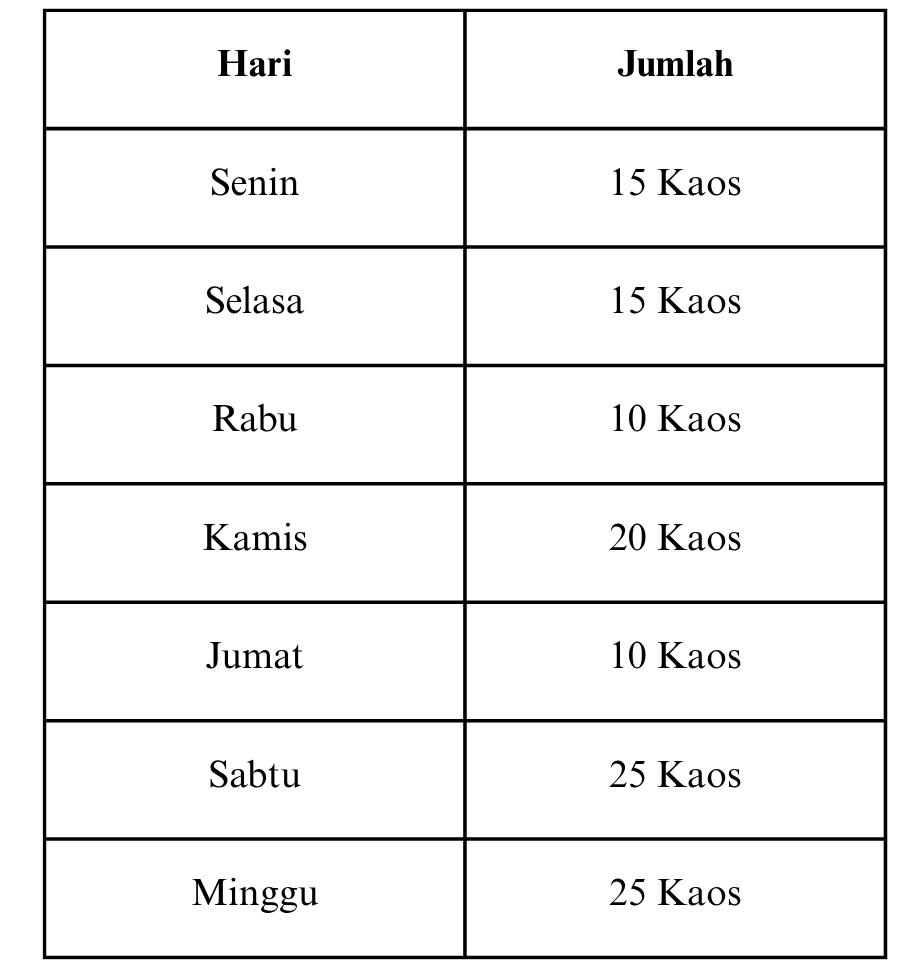 Hari Jumlah
Senin 15 Kaos
Selasa 15 Kaos
Rabu 10 Kaos
Kamis 20 Kaos
Jumat 10 Kaos
Sabtu 25 Kaos
Minggu 25 Kaos